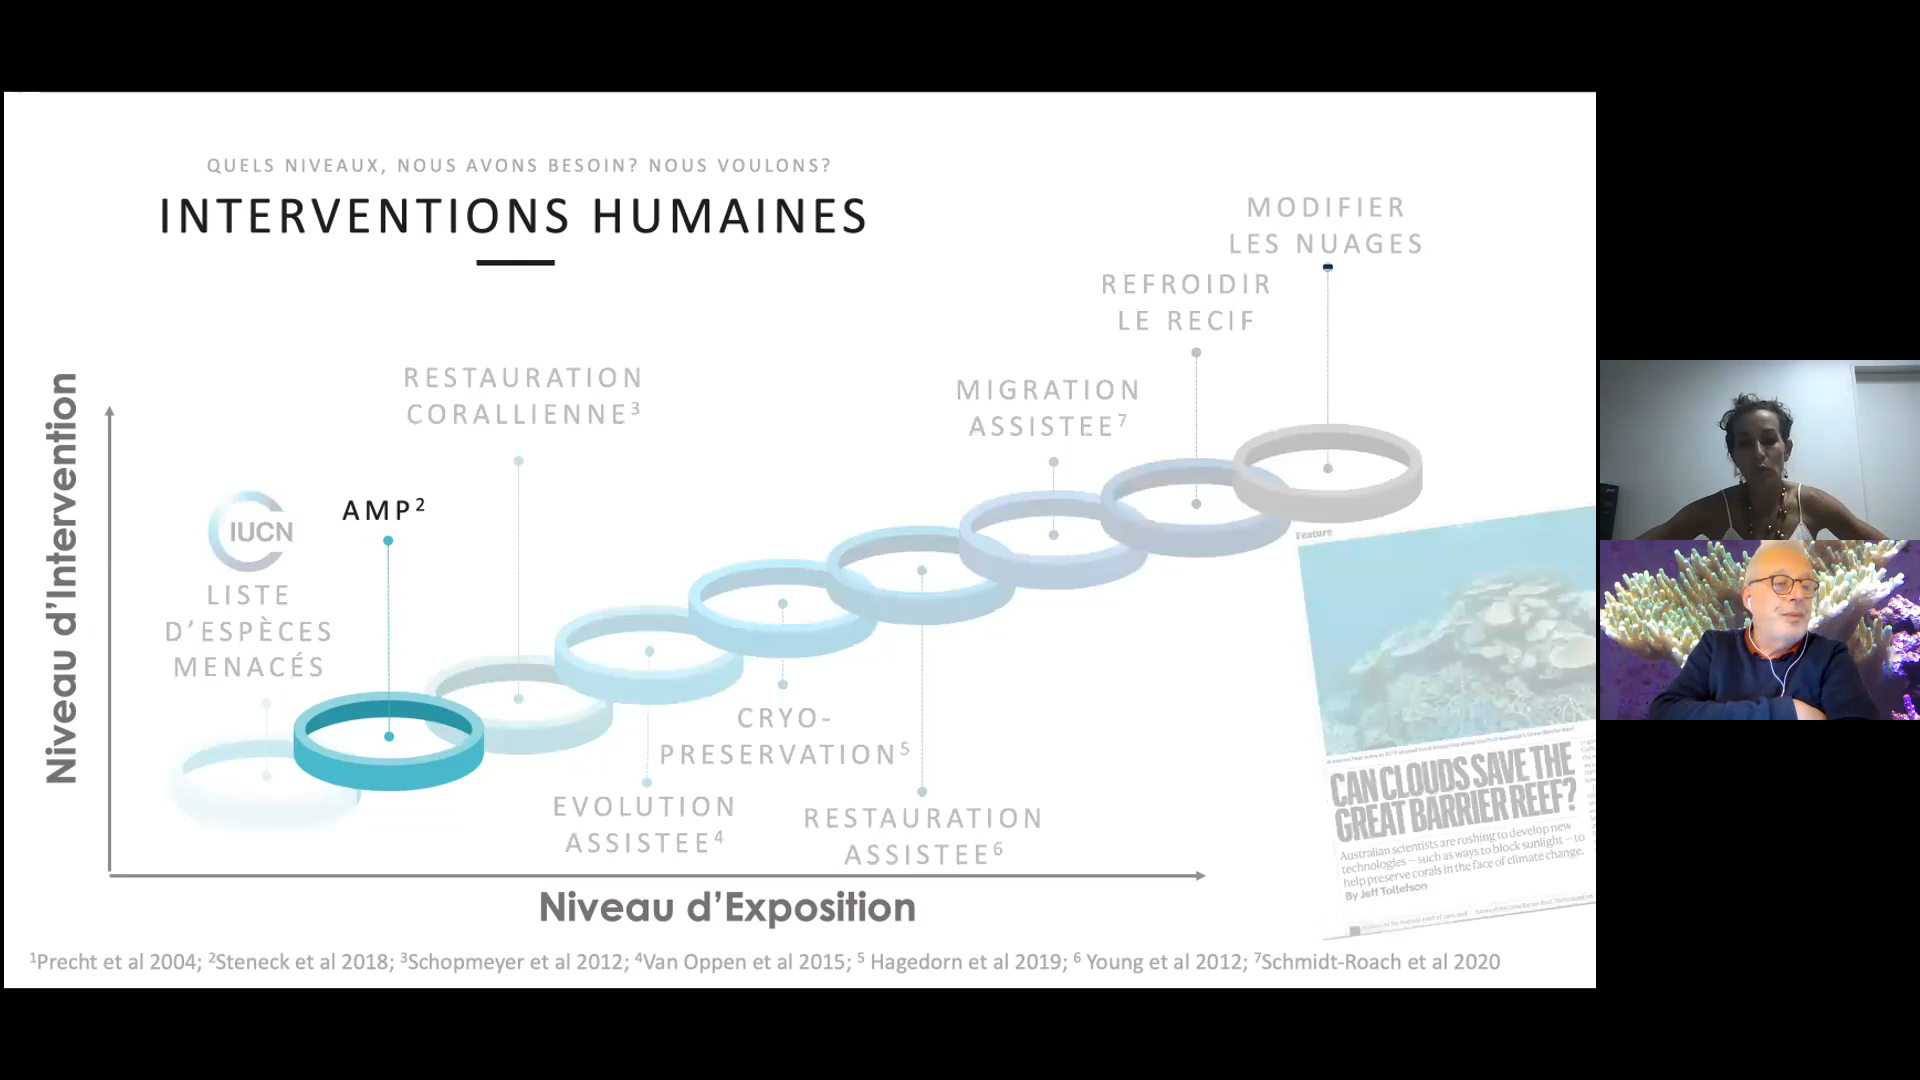 QUELS NIVEAUX, NOUS AVONS BESOIN? NOUS VOULONS?
INTERVENTIONS HUMAINES
MODIFIER
LES NUAGES
REFROIDIR
LE RECIF
MIGRATION
ASSISTEE⁷
RESTAURATION
CORALLIENNE³
AMP²
IUCN
LISTE
D’ESPÈCES
MENACÉS
CRYO-
PRESERVATION⁵
EVOLUTION
ASSISTEE⁴
RESTAURATION
ASSISTEE⁶
Niveau d’Intervention
Niveau d’Exposition
Feature
CAN CLOUDS SAVE THE
GREAT BARRIER REEF?
Australian scientists are rushing to develop new
technologies — such as ways to block sunlight — to
help preserve corals in the face of climate change.
By Jeff Tollefson
¹Precht et al 2004; ²Steneck et al 2018; ³Schopmeyer et al 2012; ⁴Van Oppen et al 2015; ⁵ Hagedorn et al 2019; ⁶ Young et al 2012; ⁷Schmidt-Roach et al 2020